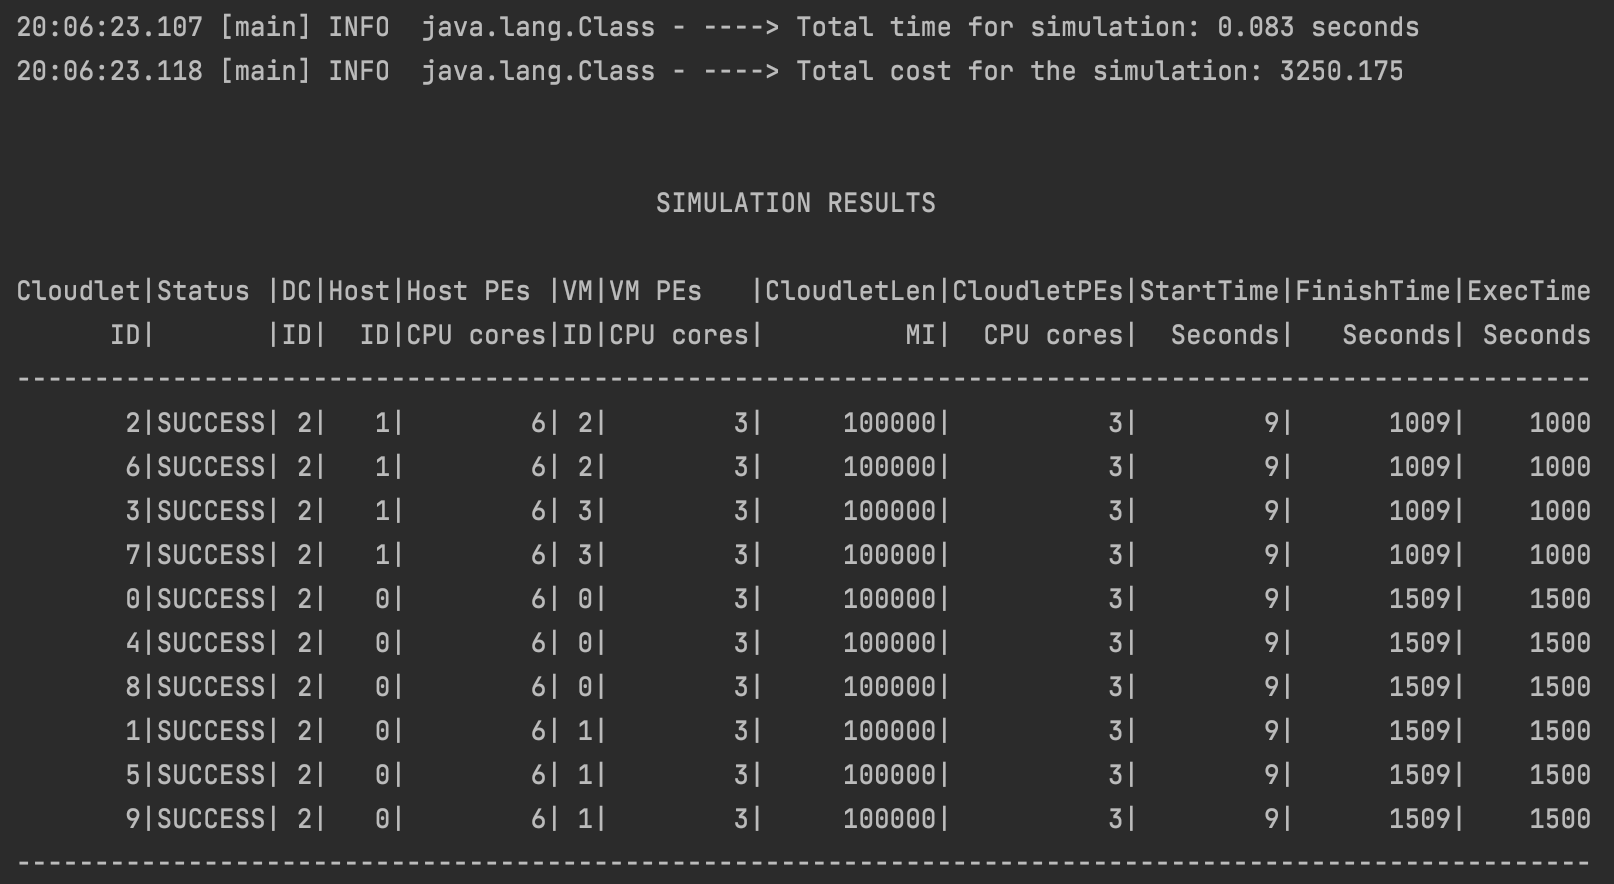 20:06:23.107 [main] INFO  java.lang.Class - ----> Total time for simulation: 0.083 seconds
20:06:23.118 [main] INFO  java.lang.Class - ----> Total cost for the simulation: 3250.175
                                         SIMULATION RESULTS
Cloudlet|Status |DC|Host|Host PEs |VM|VM PEs   |CloudletLen|CloudletPEs|StartTime|FinishTime|ExecTime
      ID|       |ID|  ID|CPU cores|ID|CPU cores|         MI|  CPU cores|  Seconds|   Seconds| Seconds
-----------------------------------------------------------------------------------------------------
       2|SUCCESS| 2|   1|        6| 2|        3|     100000|          3|        9|      1009|    1000
       6|SUCCESS| 2|   1|        6| 2|        3|     100000|          3|        9|      1009|    1000
       3|SUCCESS| 2|   1|        6| 3|        3|     100000|          3|        9|      1009|    1000
       7|SUCCESS| 2|   1|        6| 3|        3|     100000|          3|        9|      1009|    1000
       0|SUCCESS| 2|   0|        6| 0|        3|     100000|          3|        9|      1509|    1500
       4|SUCCESS| 2|   0|        6| 0|        3|     100000|          3|        9|      1509|    1500
       8|SUCCESS| 2|   0|        6| 0|        3|     100000|          3|        9|      1509|    1500
       1|SUCCESS| 2|   0|        6| 1|        3|     100000|          3|        9|      1509|    1500
       5|SUCCESS| 2|   0|        6| 1|        3|     100000|          3|        9|      1509|    1500
       9|SUCCESS| 2|   0|        6| 1|        3|     100000|          3|        9|      1509|    1500
-----------------------------------------------------------------------------------------------------